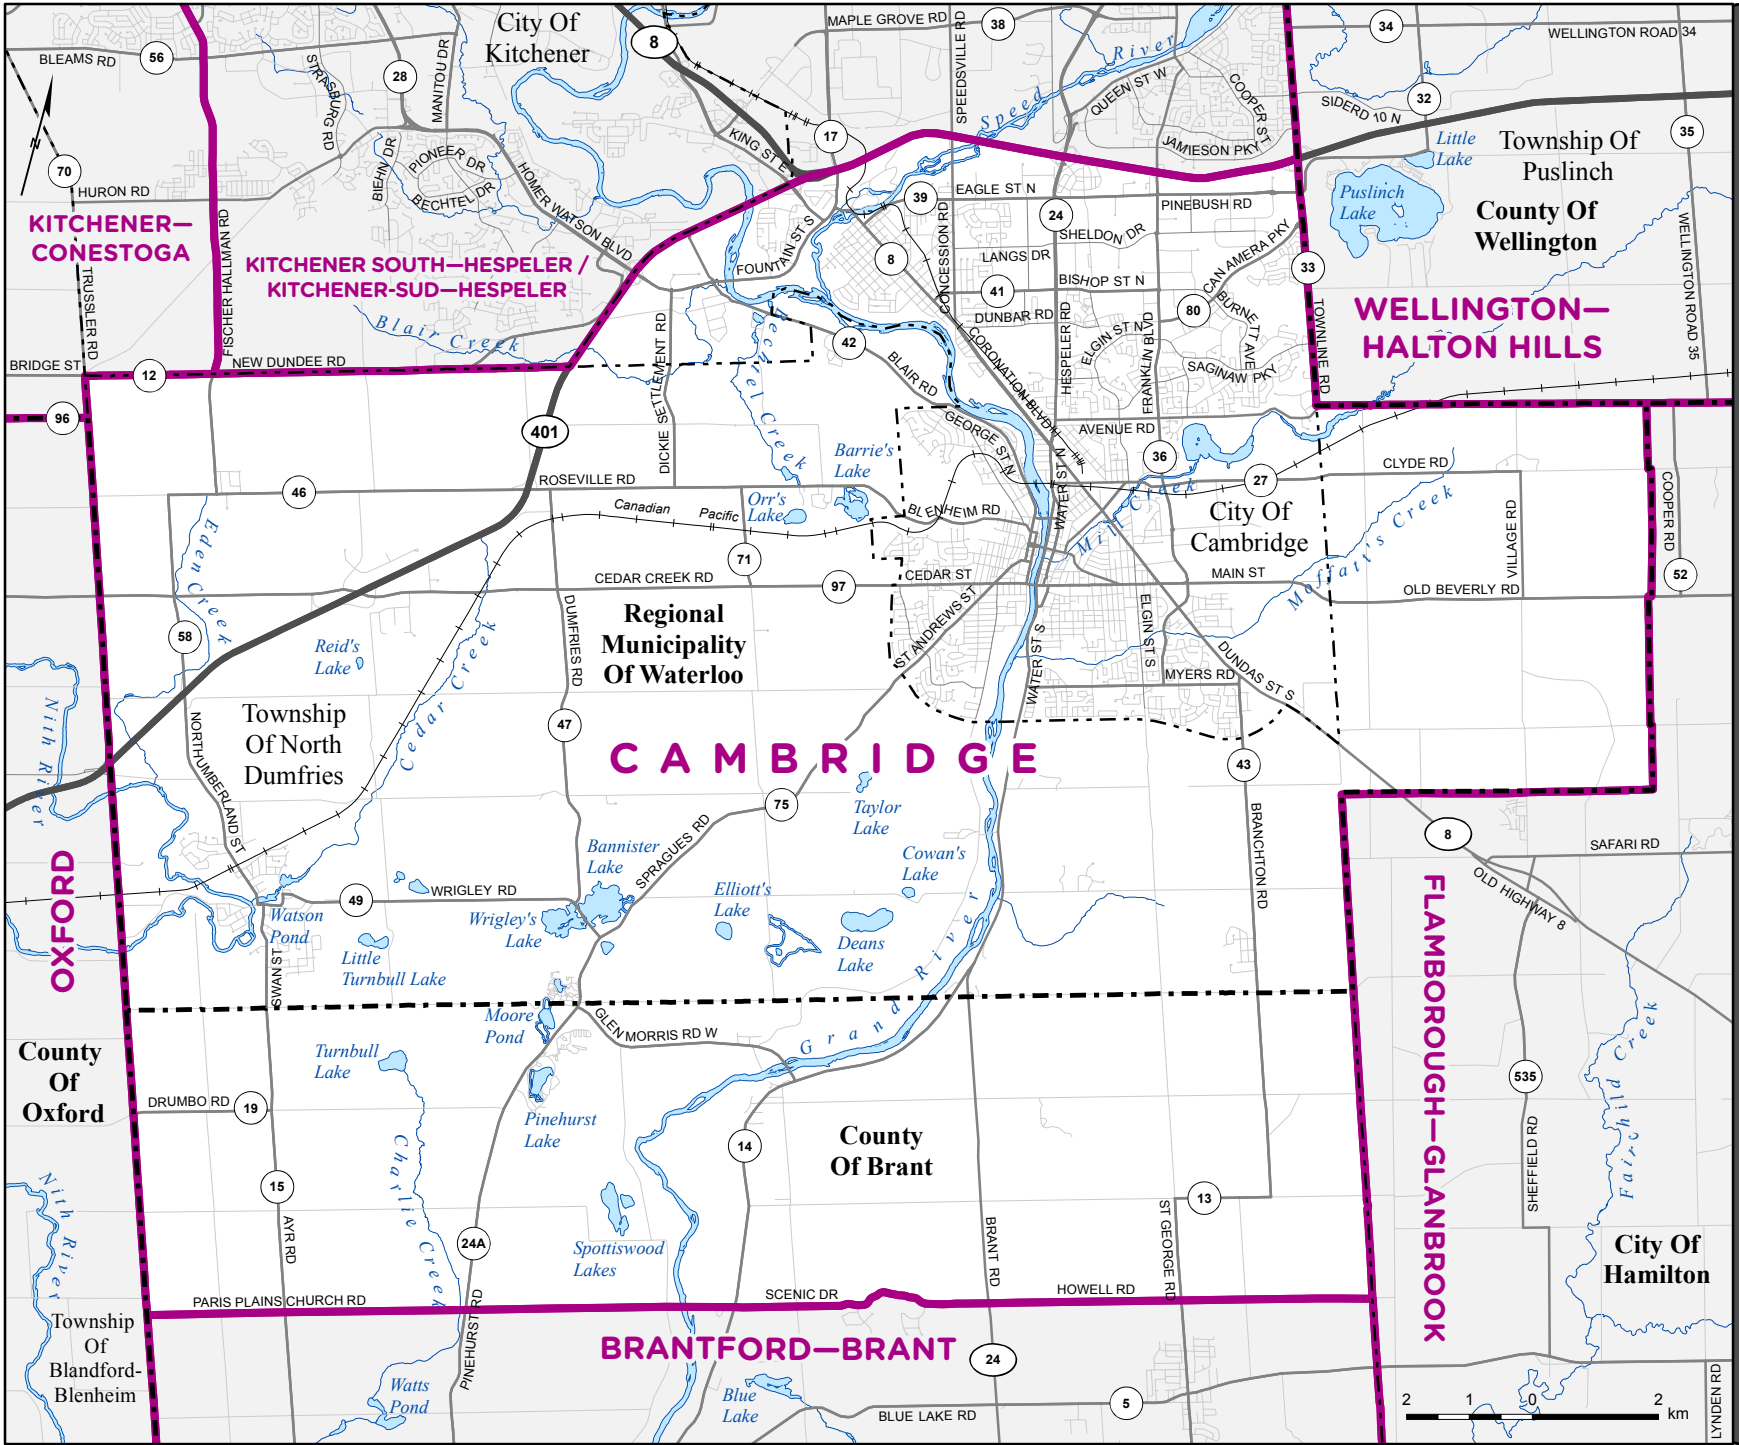 City Of
Kitchener
8
MAPLE GROVE RD
38
SPEEDSVILLE RD
River
Speed
34
WELLINGTON ROAD 34
BLEAMS RD
56
STRASBURG RD
28
MANITOU DR
17
KING ST E
QUEEN ST W
COOPER ST
JAMIESON PKY
SIDERD 10 N
32
35
Little
Lake
Township Of
Puslinch
County Of
Wellington
Puslinch
Lake
WELLINGTON ROAD 35
N
70
HURON RD
BIEHN DR
PIONEER DR
BECHTEL DR
HOMER WATSON BLVD
39
EAGLE ST N
24
PINEBUSH RD
SHELDON DR
KITCHENER—
CONESTOGA
FISCHER HALLMAN RD
TRUSSLER RD
KITCHENER SOUTH—HESPELER /
KITCHENER-SUD—HESPELER
FOUNTAIN ST S
8
CONCESSION RD
LANGS DR
BISHOP ST N
CAN AMERA PKY
33
41
DUNBAR RD
80
BURNETT AVE
TOWNLINE RD
WELLINGTON—
HALTON HILLS
Blair Creek
Bechtel Creek
42
BLAIR RD
CORONATION BLVD
HESPELER RD
ELGIN ST N
FRANKLIN BLVD
SAGINAW PKY
BRIDGE ST
12
NEW DUNDEE RD
DICKIE SETTLEMENT RD
96
401
GEORGE ST N
AVENUE RD
36
Barrie's
Lake
WATER ST N
27
CLYDE RD
COOPER RD
46
ROSEVILLE RD
Canadian
Pacific
Orr's
Lake
BLENHEIM RD
Mill Creek
City Of
Cambridge
Moffatt's Creek
VILLAGE RD
Eden Creek
71
CEDAR CREEK RD
97
CEDAR ST
MAIN ST
OLD BEVERLY RD
52
58
Reid's
Lake
Cedar Creek
DUMFRIES RD
Regional
Municipality
Of Waterloo
ST ANDREWS ST
WATER ST S
ELGIN ST S
MYERS RD
DUNDAS ST S
Nith River
NORTHUMBERLAND ST
Township
Of North
Dumfries
47
CAMBRIDGE
43
75
Taylor
Lake
BRANCHTON RD
8
SAFARI RD
OLD HIGHWAY 8
OXFORD
Bannister
Lake
SPRAGUES RD
Cowan's
Lake
49
WRIGLEY RD
Wrigley's
Lake
Elliott's
Lake
Deans
Lake
Watson
Pond
Little
Turnbull Lake
SWAN ST
Grand River
FLAMBOROUGH—GLANBROOK
Moore
Pond
GLEN MORRIS RD W
County
Of
Oxford
Turnbull
Lake
Fairchild Creek
535
SHEFFIELD RD
DRUMBO RD
19
Pinehurst
Lake
14
County
Of Brant
Charlie Creek
15
AYR RD
13
ST GEORGE RD
BRANT RD
Nith River
24A
Spottiswood
Lakes
City Of
Hamilton
PARIS PLAINS CHURCH RD
SCENIC DR
HOWELL RD
PINEHURST RD
Township
Of
Blandford-
Blenheim
BRANTFORD—BRANT
24
Watts
Pond
Blue
Lake
BLUE LAKE RD
5
LYNDEN RD
2 1 0 2
km